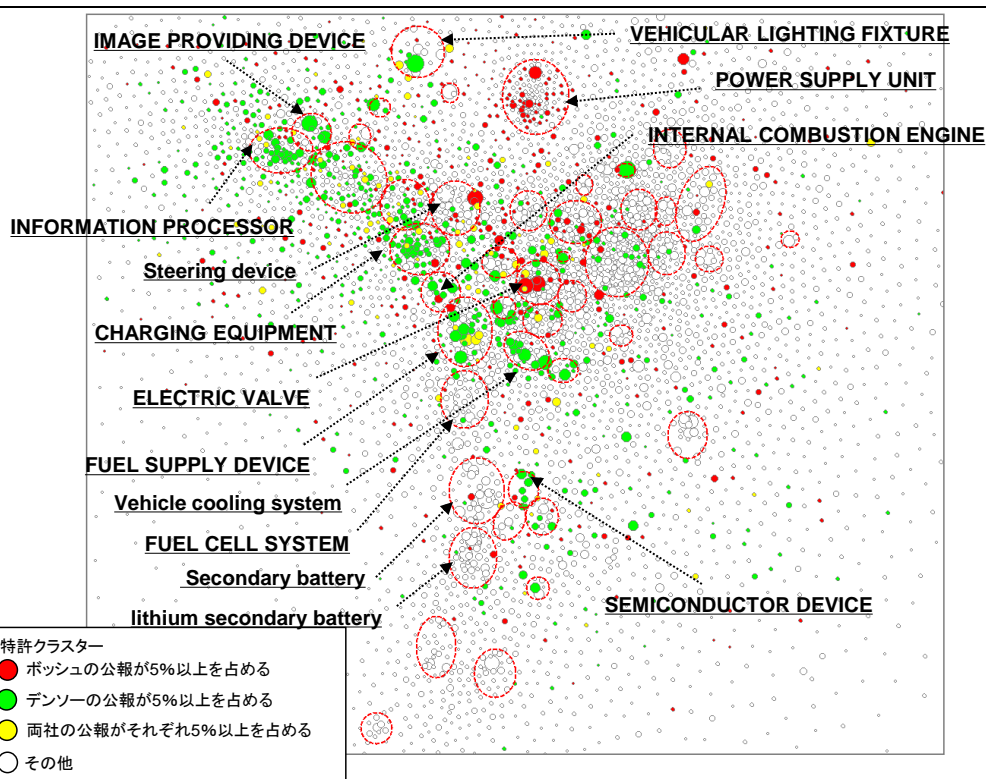 IMAGE PROVIDING DEVICE
VEHICULAR LIGHTING FIXTURE
POWER SUPPLY UNIT
INTERNAL COMBUSTION ENGINE
INFORMATION PROCESSOR
Steering device
CHARGING EQUIPMENT
ELECTRIC VALVE
FUEL SUPPLY DEVICE
Vehicle cooling system
FUEL CELL SYSTEM
Secondary battery
SEMICONDUCTOR DEVICE
lithium secondary battery
特許クラスター
ボッシュの公報が5%以上を占める
デンソーの公報が5%以上を占める
両社の公報がそれぞれ5%以上を占める
その他